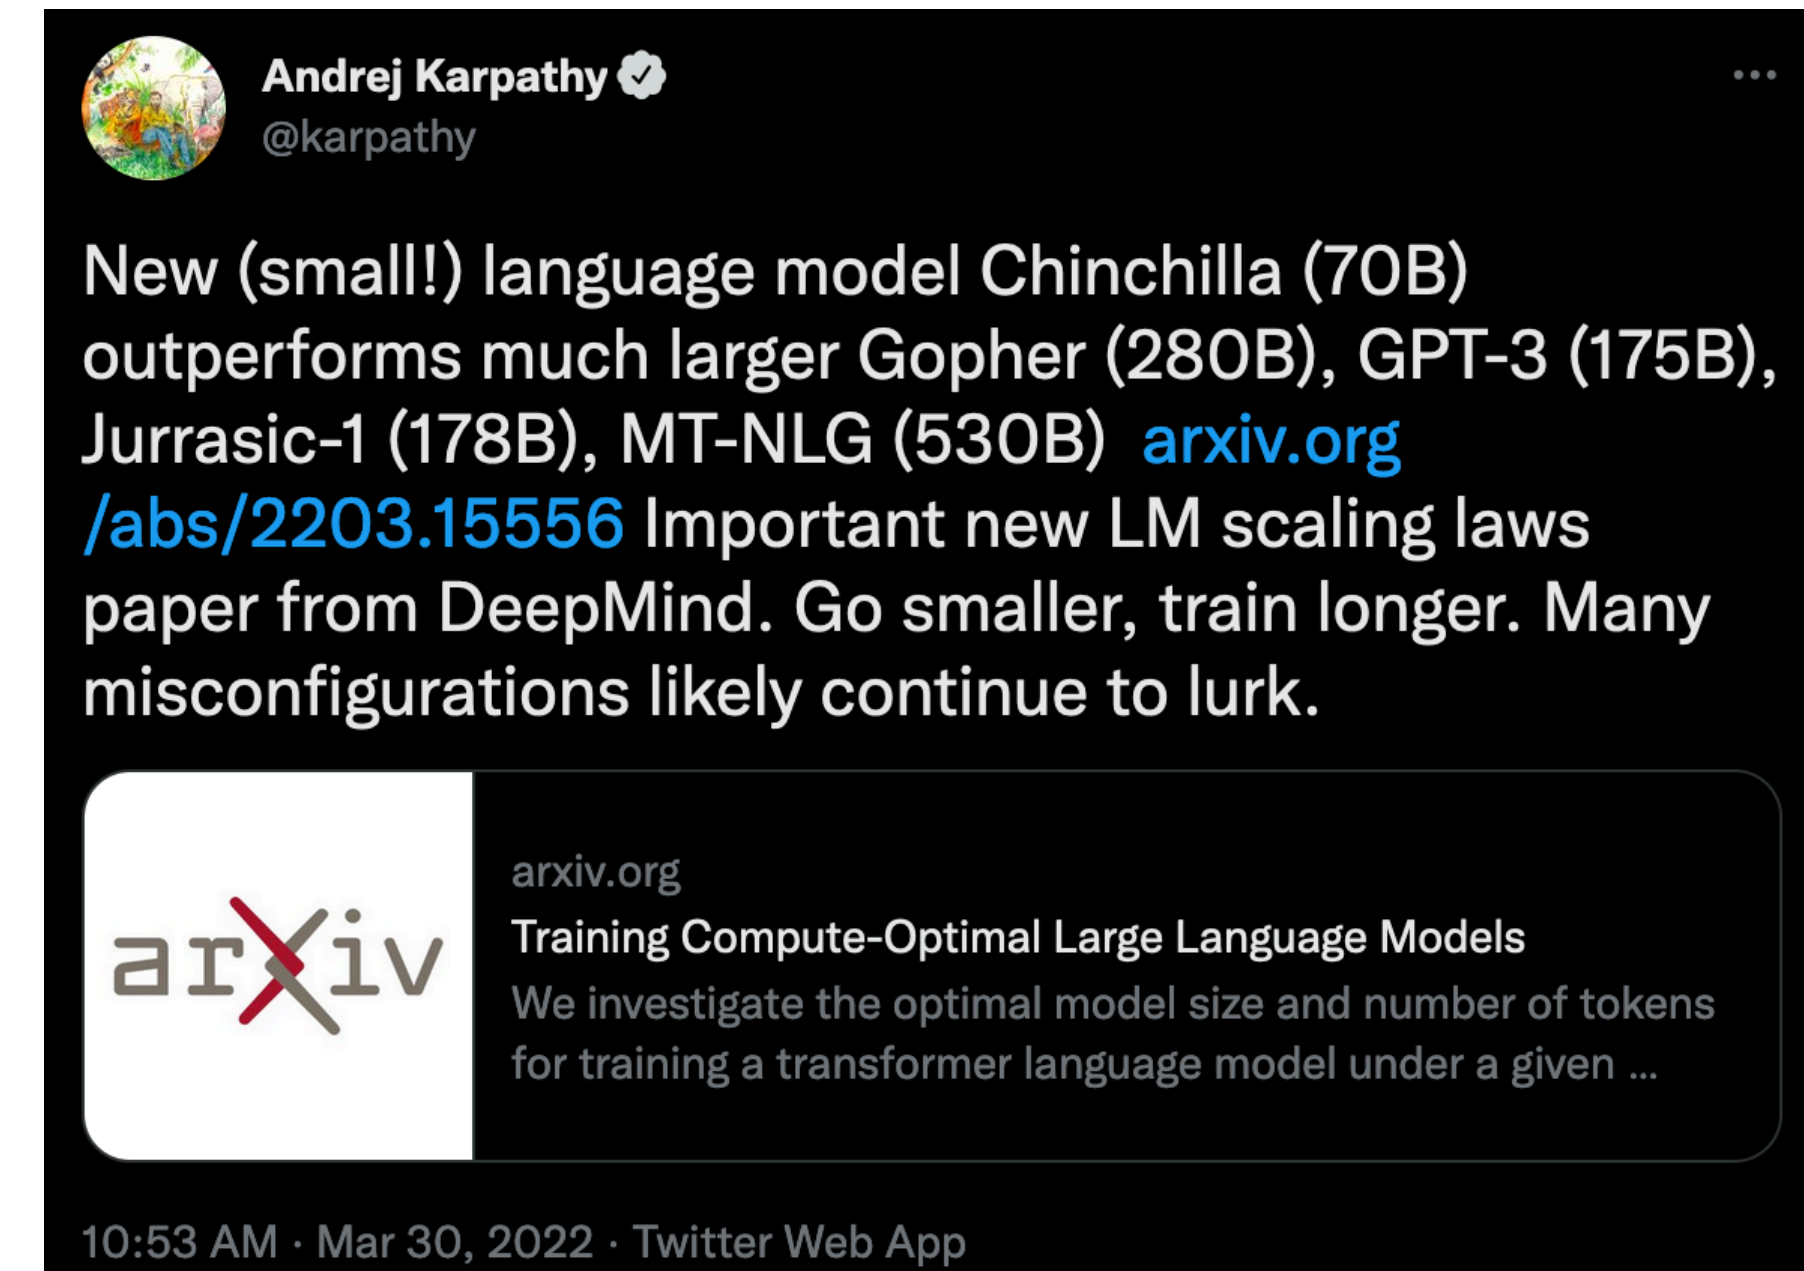 Andrej Karpathy
@karpathy
New (small!) language model Chinchilla (70B)
outperforms much larger Gopher (280B), GPT-3 (175B),
Jurrasic-1 (178B), MT-NLG (530B) arxiv.org
/abs/2203.15556 Important new LM scaling laws
paper from DeepMind. Go smaller, train longer. Many
misconfigurations likely continue to lurk.
arXiv
arxiv.org
Training Compute-Optimal Large Language Models
We investigate the optimal model size and number of tokens
for training a transformer language model under a given ...
10:53 AM · Mar 30, 2022 · Twitter Web App